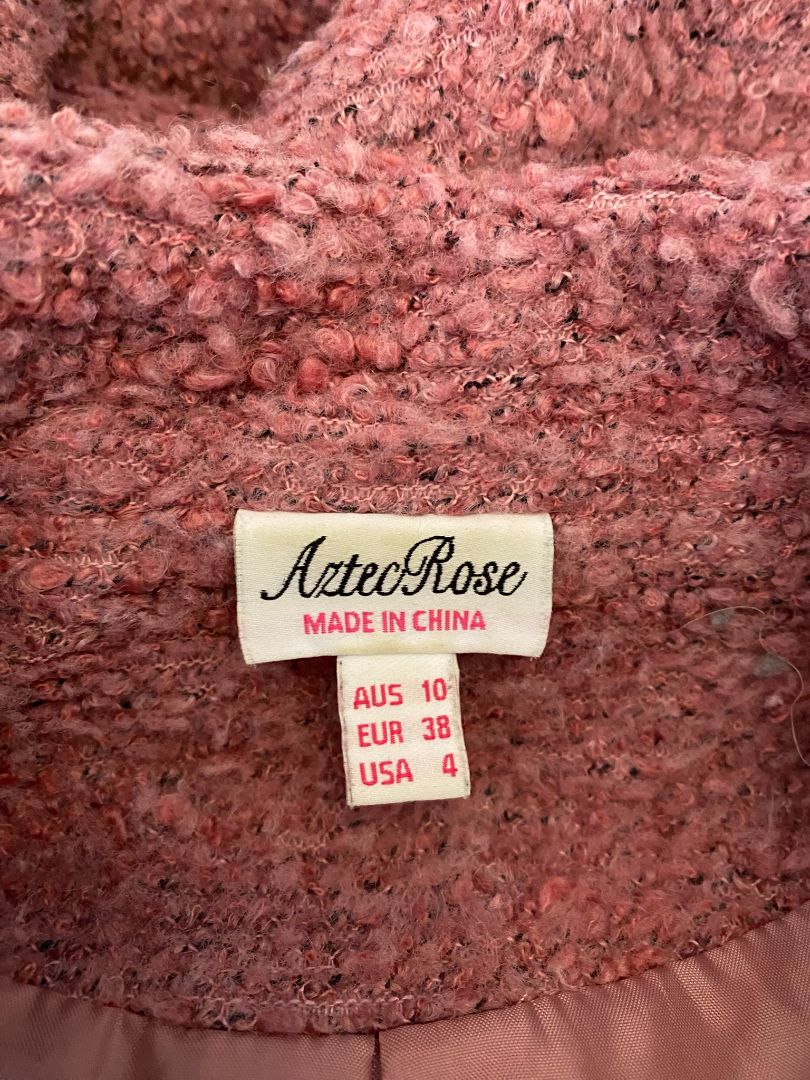 AztecRose
MADE IN CHINA
AUS 10
EUR 38
USA 4